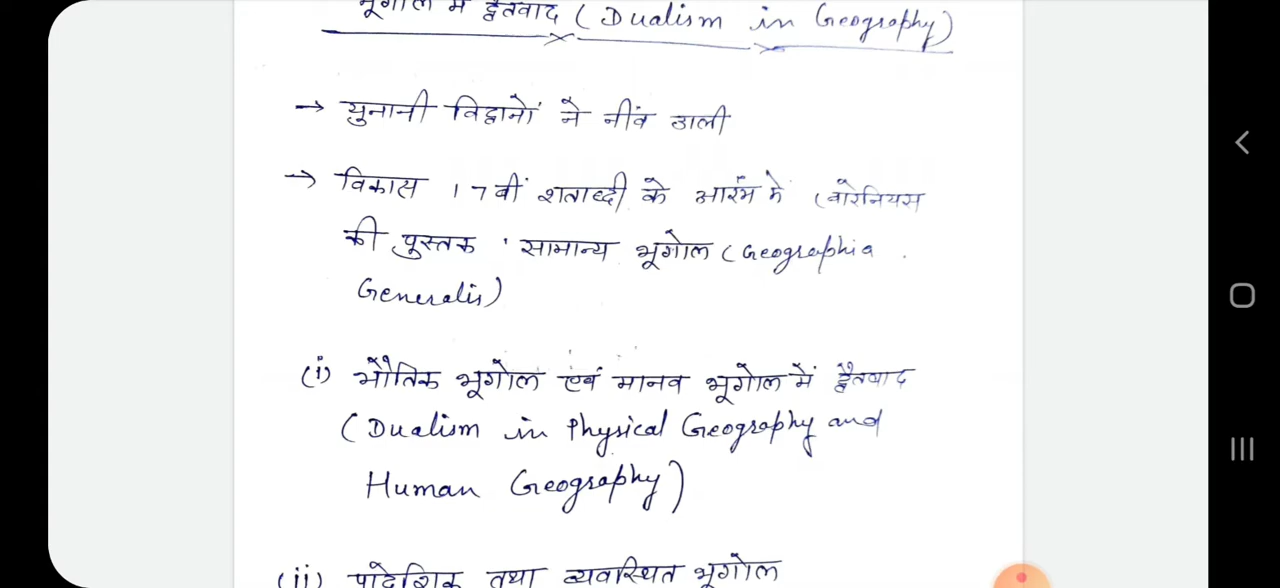 भूगोल में द्वैतवाद (Dualism in Geography)
→ युनानी विद्वानों ने नींव डाली
→ विकास 17वीं शताब्दी के आरंभ में (वारेनियस
की पुस्तक 'सामान्य भूगोल (Geographia
Generalis)
(i) भौतिक भूगोल एवं मानव भूगोल में द्वैतवाद
(Dualism in Physical Geography and
Human Geography)
(ii) प्रादेशिक तथा व्यवस्थित भूगोल